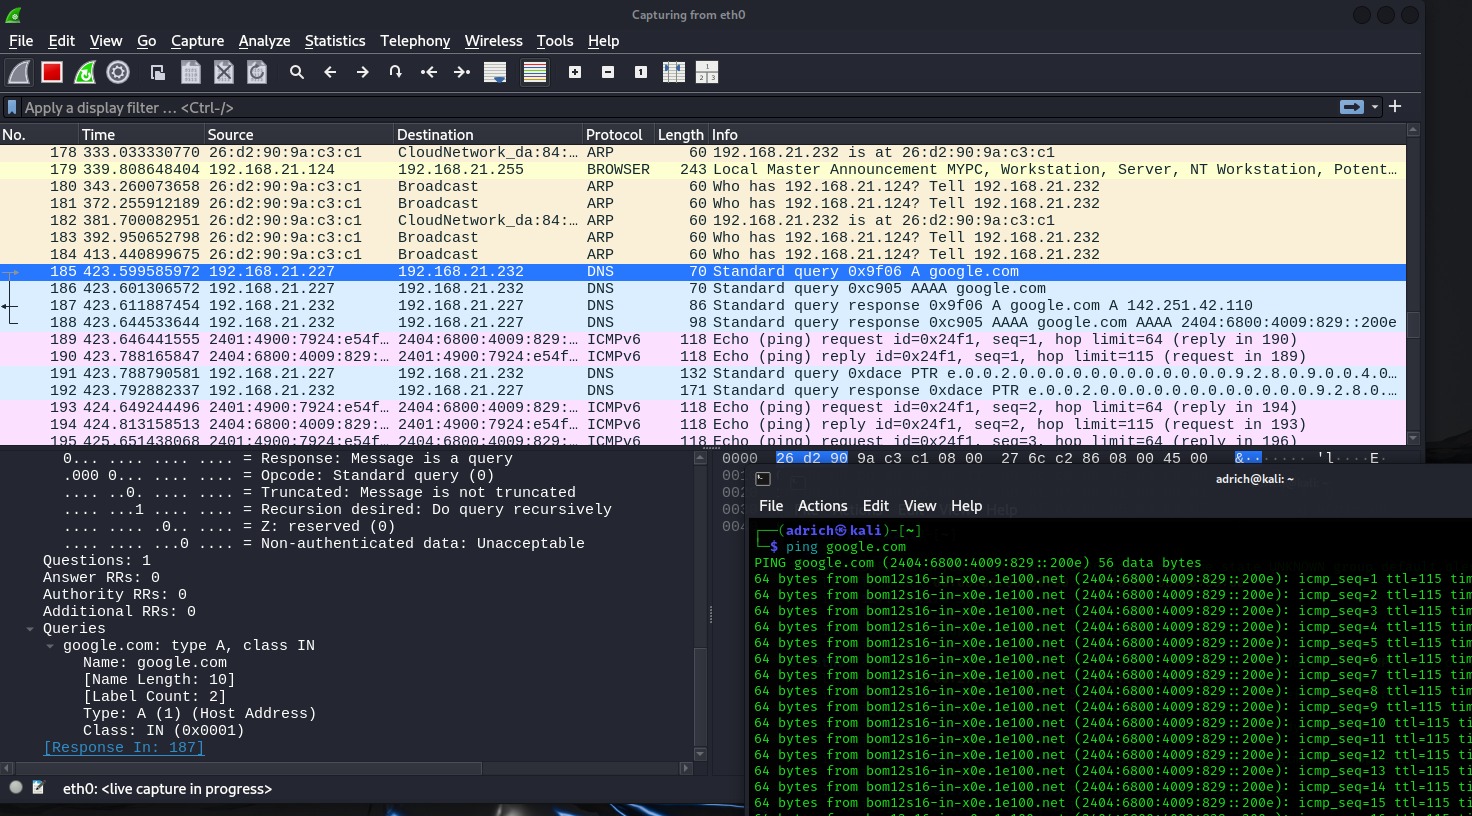 Capturing from eth0
File Edit View Go Capture Analyze Statistics Telephony Wireless Tools Help
Apply a display filter … <Ctrl-/>
No. Time Source Destination Protocol Length Info
178 333.033330770 26:d2:90:9a:c3:c1 CloudNetwork_da:84:… ARP 60 192.168.21.232 is at 26:d2:90:9a:c3:c1
179 339.808648404 192.168.21.124 192.168.21.255 BROWSER 243 Local Master Announcement MYPC, Workstation, Server, NT Workstation, Potent…
180 343.260073658 26:d2:90:9a:c3:c1 Broadcast ARP 60 Who has 192.168.21.124? Tell 192.168.21.232
181 372.255912189 26:d2:90:9a:c3:c1 Broadcast ARP 60 Who has 192.168.21.124? Tell 192.168.21.232
182 381.700082951 26:d2:90:9a:c3:c1 CloudNetwork_da:84:… ARP 60 192.168.21.232 is at 26:d2:90:9a:c3:c1
183 392.950652798 26:d2:90:9a:c3:c1 Broadcast ARP 60 Who has 192.168.21.124? Tell 192.168.21.232
184 413.440899675 26:d2:90:9a:c3:c1 Broadcast ARP 60 Who has 192.168.21.124? Tell 192.168.21.232
185 423.599585972 192.168.21.227 192.168.21.232 DNS 70 Standard query 0x9f06 A google.com
186 423.601306572 192.168.21.227 192.168.21.232 DNS 70 Standard query 0xc905 AAAA google.com
187 423.611887454 192.168.21.232 192.168.21.227 DNS 86 Standard query response 0x9f06 A google.com A 142.251.42.110
188 423.644533644 192.168.21.232 192.168.21.227 DNS 98 Standard query response 0xc905 AAAA google.com AAAA 2404:6800:4009:829::200e
189 423.646441555 2401:4900:7924:e54f… 2404:6800:4009:829:… ICMPv6 118 Echo (ping) request id=0x24f1, seq=1, hop limit=64 (reply in 190)
190 423.788165847 2404:6800:4009:829:… 2401:4900:7924:e54f… ICMPv6 118 Echo (ping) reply id=0x24f1, seq=1, hop limit=115 (request in 189)
191 423.788790581 192.168.21.227 192.168.21.232 DNS 132 Standard query 0xdace PTR e.0.0.2.0.0.0.0.0.0.0.0.0.0.0.0.9.2.8.0.9.0.0.4.0…
192 423.792882337 192.168.21.232 192.168.21.227 DNS 171 Standard query response 0xdace PTR e.0.0.2.0.0.0.0.0.0.0.0.0.0.0.0.9.2.8.0…
193 424.649244496 2401:4900:7924:e54f… 2404:6800:4009:829:… ICMPv6 118 Echo (ping) request id=0x24f1, seq=2, hop limit=64 (reply in 194)
194 424.813158513 2404:6800:4009:829:… 2401:4900:7924:e54f… ICMPv6 118 Echo (ping) reply id=0x24f1, seq=2, hop limit=115 (request in 193)
195 425.651438068 2401:4900:7924:e54f… 2404:6800:4009:829:… ICMPv6 118 Echo (ping) request id=0x24f1, seq=3, hop limit=64 (reply in 196)
0... .... .... .... = Response: Message is a query
.000 0... .... .... = Opcode: Standard query (0)
.... ..0. .... .... = Truncated: Message is not truncated
.... ...1 .... .... = Recursion desired: Do query recursively
.... .... .0.. .... = Z: reserved (0)
.... .... ...0 .... = Non-authenticated data: Unacceptable
Questions: 1
Answer RRs: 0
Authority RRs: 0
Additional RRs: 0
Queries
google.com: type A, class IN
Name: google.com
[Name Length: 10]
[Label Count: 2]
Type: A (1) (Host Address)
Class: IN (0x0001)
[Response In: 187]
0000 26 d2 90 9a c3 c1 08 00 27 6c c2 86 08 00 45 00 &······· 'l····E·
eth0: <live capture in progress>
adrich@kali: ~
File Actions Edit View Help
┌──(adrich㉿kali)-[~]
└─$ ping google.com
PING google.com (2404:6800:4009:829::200e) 56 data bytes
64 bytes from bom12s16-in-x0e.1e100.net (2404:6800:4009:829::200e): icmp_seq=1 ttl=115 tim
64 bytes from bom12s16-in-x0e.1e100.net (2404:6800:4009:829::200e): icmp_seq=2 ttl=115 tim
64 bytes from bom12s16-in-x0e.1e100.net (2404:6800:4009:829::200e): icmp_seq=3 ttl=115 tim
64 bytes from bom12s16-in-x0e.1e100.net (2404:6800:4009:829::200e): icmp_seq=4 ttl=115 tim
64 bytes from bom12s16-in-x0e.1e100.net (2404:6800:4009:829::200e): icmp_seq=5 ttl=115 tim
64 bytes from bom12s16-in-x0e.1e100.net (2404:6800:4009:829::200e): icmp_seq=6 ttl=115 tim
64 bytes from bom12s16-in-x0e.1e100.net (2404:6800:4009:829::200e): icmp_seq=7 ttl=115 tim
64 bytes from bom12s16-in-x0e.1e100.net (2404:6800:4009:829::200e): icmp_seq=8 ttl=115 tim
64 bytes from bom12s16-in-x0e.1e100.net (2404:6800:4009:829::200e): icmp_seq=9 ttl=115 tim
64 bytes from bom12s16-in-x0e.1e100.net (2404:6800:4009:829::200e): icmp_seq=10 ttl=115 ti
64 bytes from bom12s16-in-x0e.1e100.net (2404:6800:4009:829::200e): icmp_seq=11 ttl=115 ti
64 bytes from bom12s16-in-x0e.1e100.net (2404:6800:4009:829::200e): icmp_seq=12 ttl=115 ti
64 bytes from bom12s16-in-x0e.1e100.net (2404:6800:4009:829::200e): icmp_seq=13 ttl=115 ti
64 bytes from bom12s16-in-x0e.1e100.net (2404:6800:4009:829::200e): icmp_seq=14 ttl=115 ti
64 bytes from bom12s16-in-x0e.1e100.net (2404:6800:4009:829::200e): icmp_seq=15 ttl=115 ti